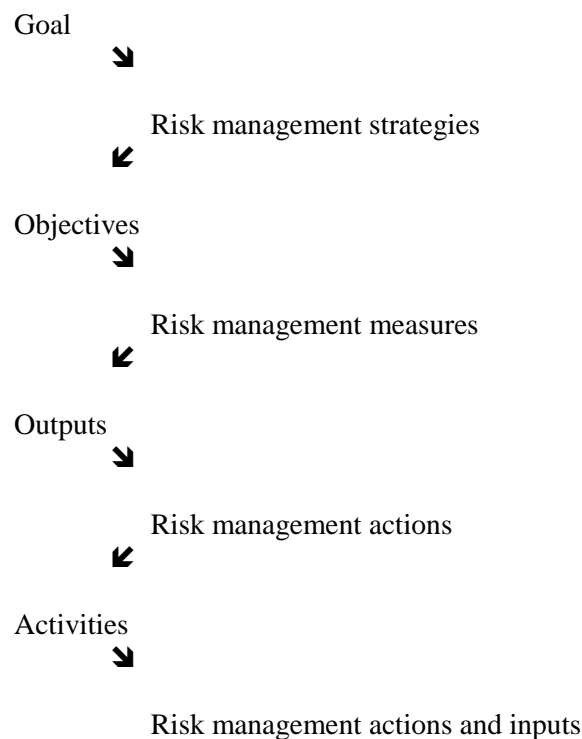 Goal
Risk management strategies
Objectives
Risk management measures
Outputs
Risk management actions
Activities
Risk management actions and inputs